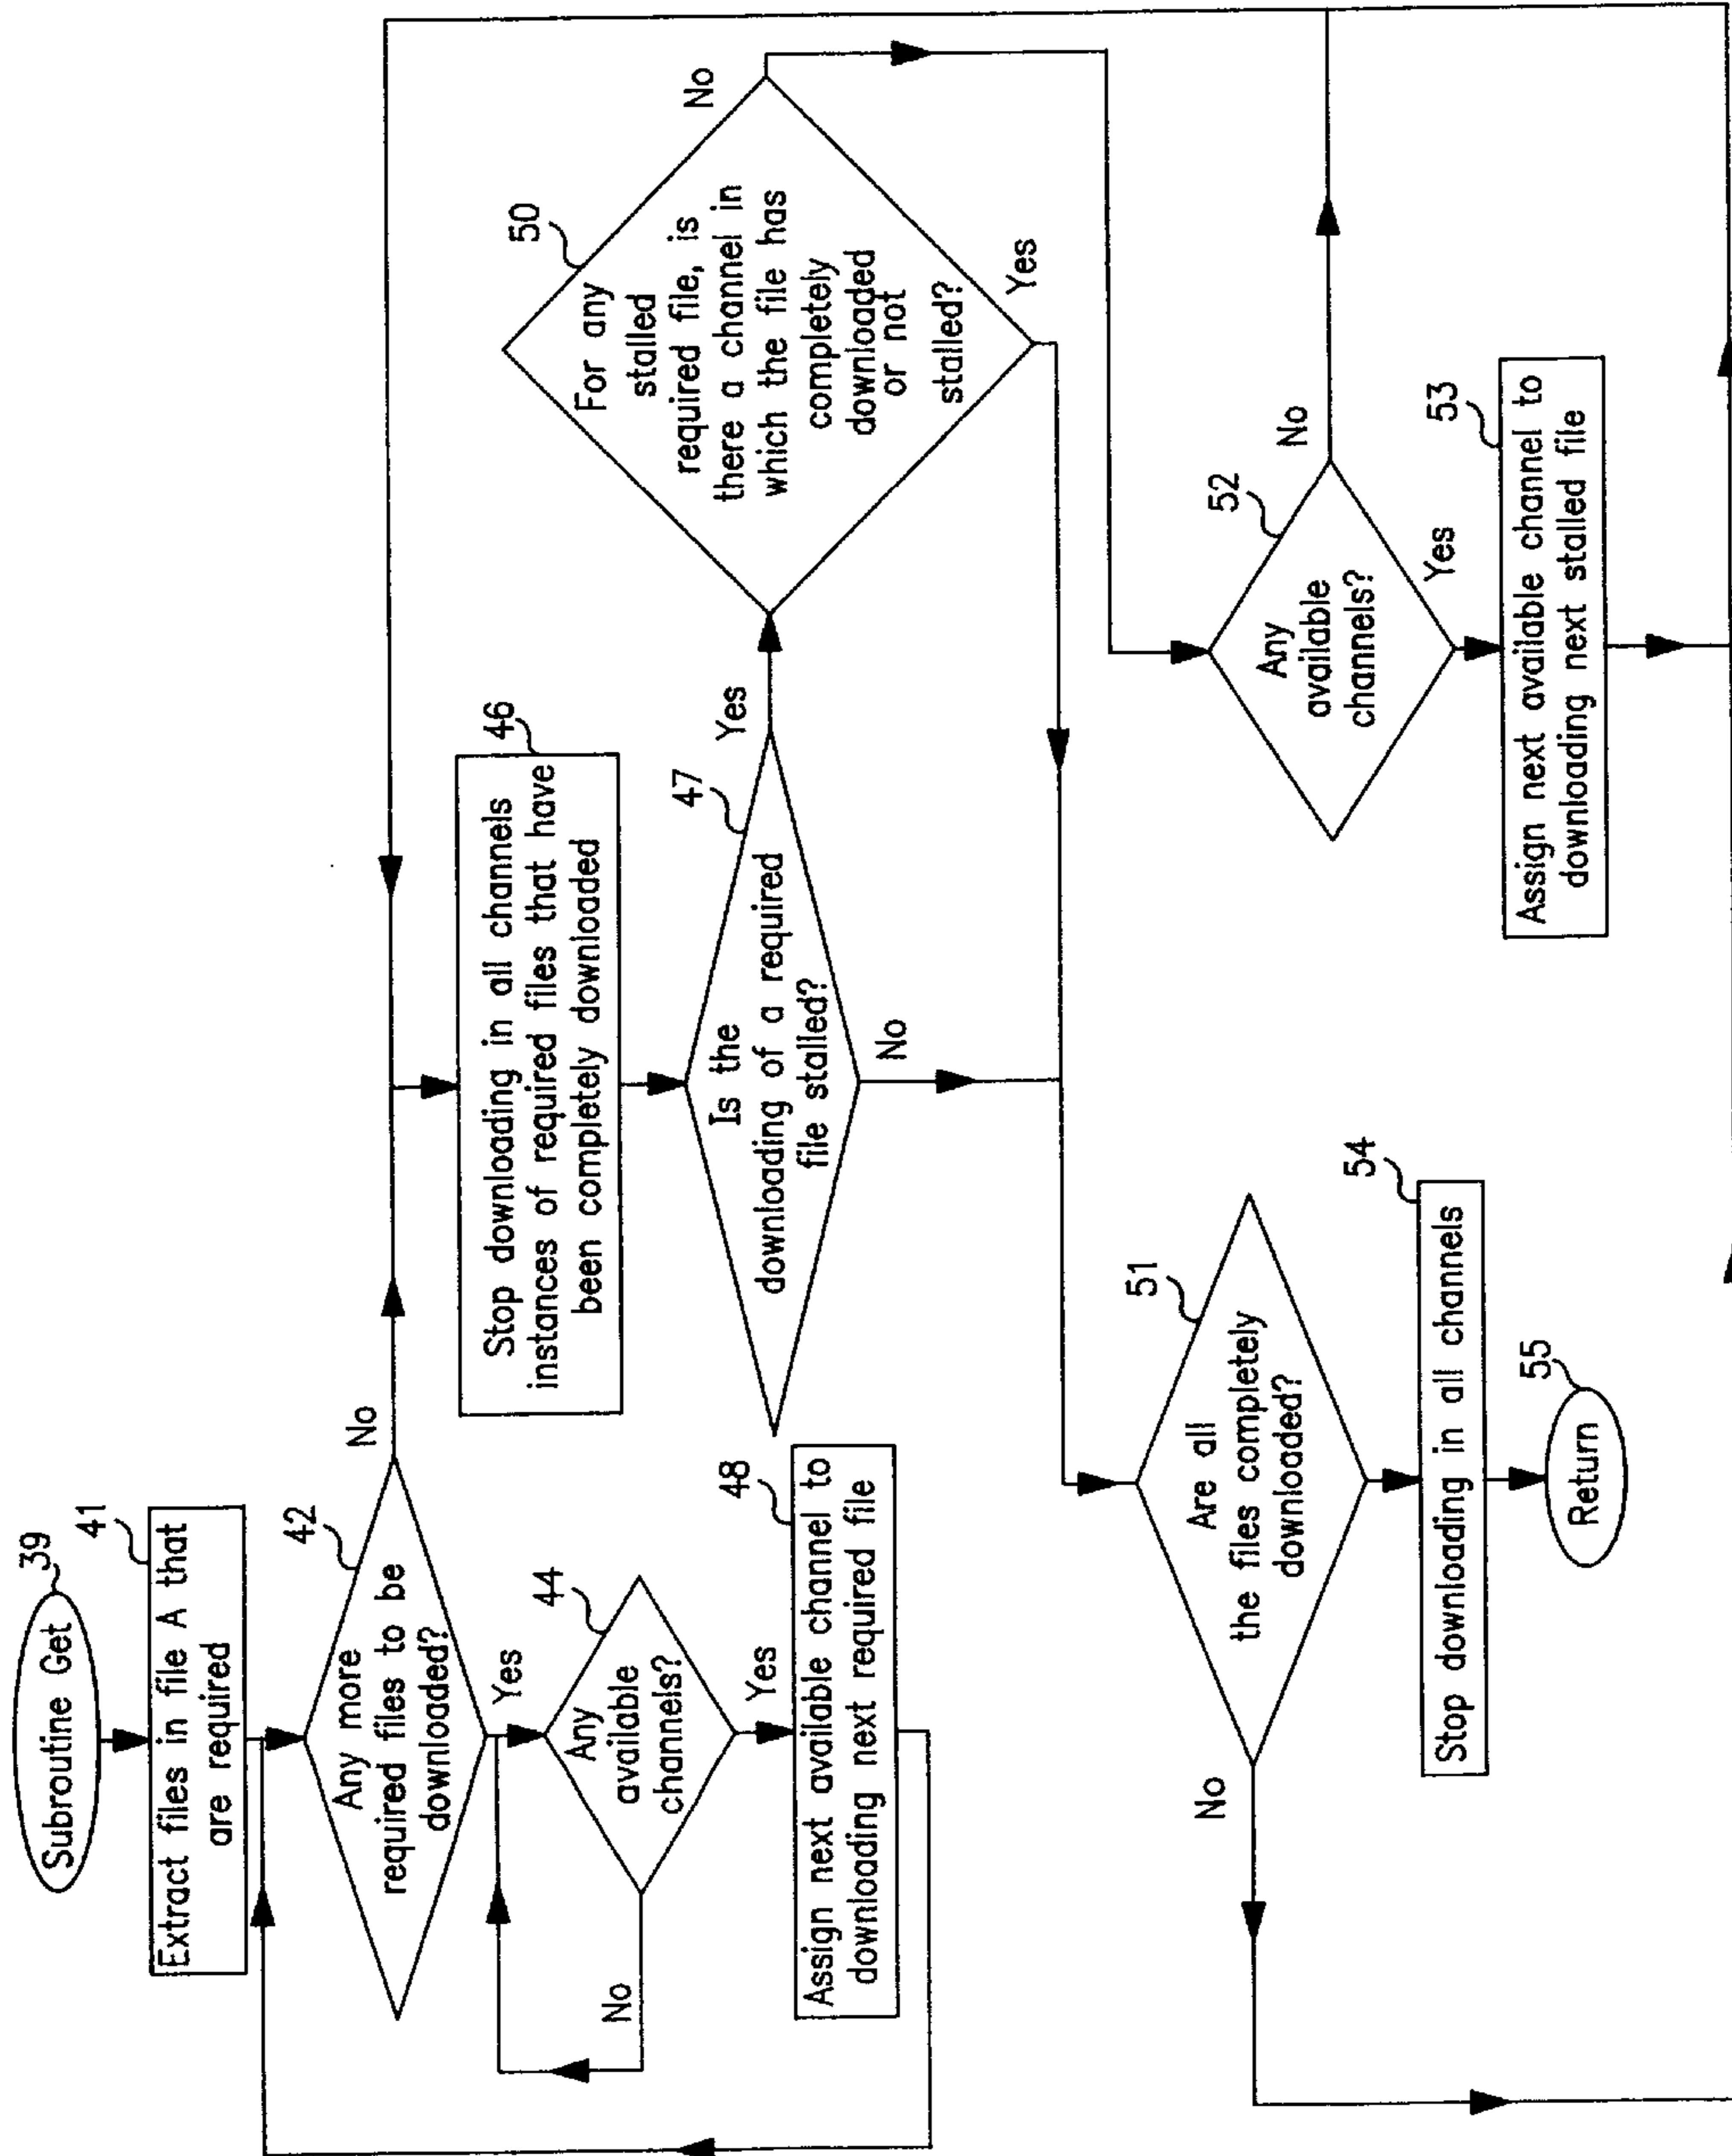 Subroutine Get
39
Extract files in file A that
are required
41
Any more
required files to be
downloaded?
42
No
Yes
Any
available
channels?
44
No
Yes
Assign next available channel to
downloading next required file
48
Stop downloading in all channels
instances of required files that have
been completely downloaded
46
Is the
downloading of a required
file stalled?
47
Yes
No
For any
stalled
required file, is
there a channel in
which the file has
completely
downloaded
or not
stalled?
50
No
Yes
Are all
the files completely
downloaded?
51
No
Stop downloading in all channels
54
Return
55
Any
available
channels?
52
No
Yes
Assign next available channel to
downloading next stalled file
53